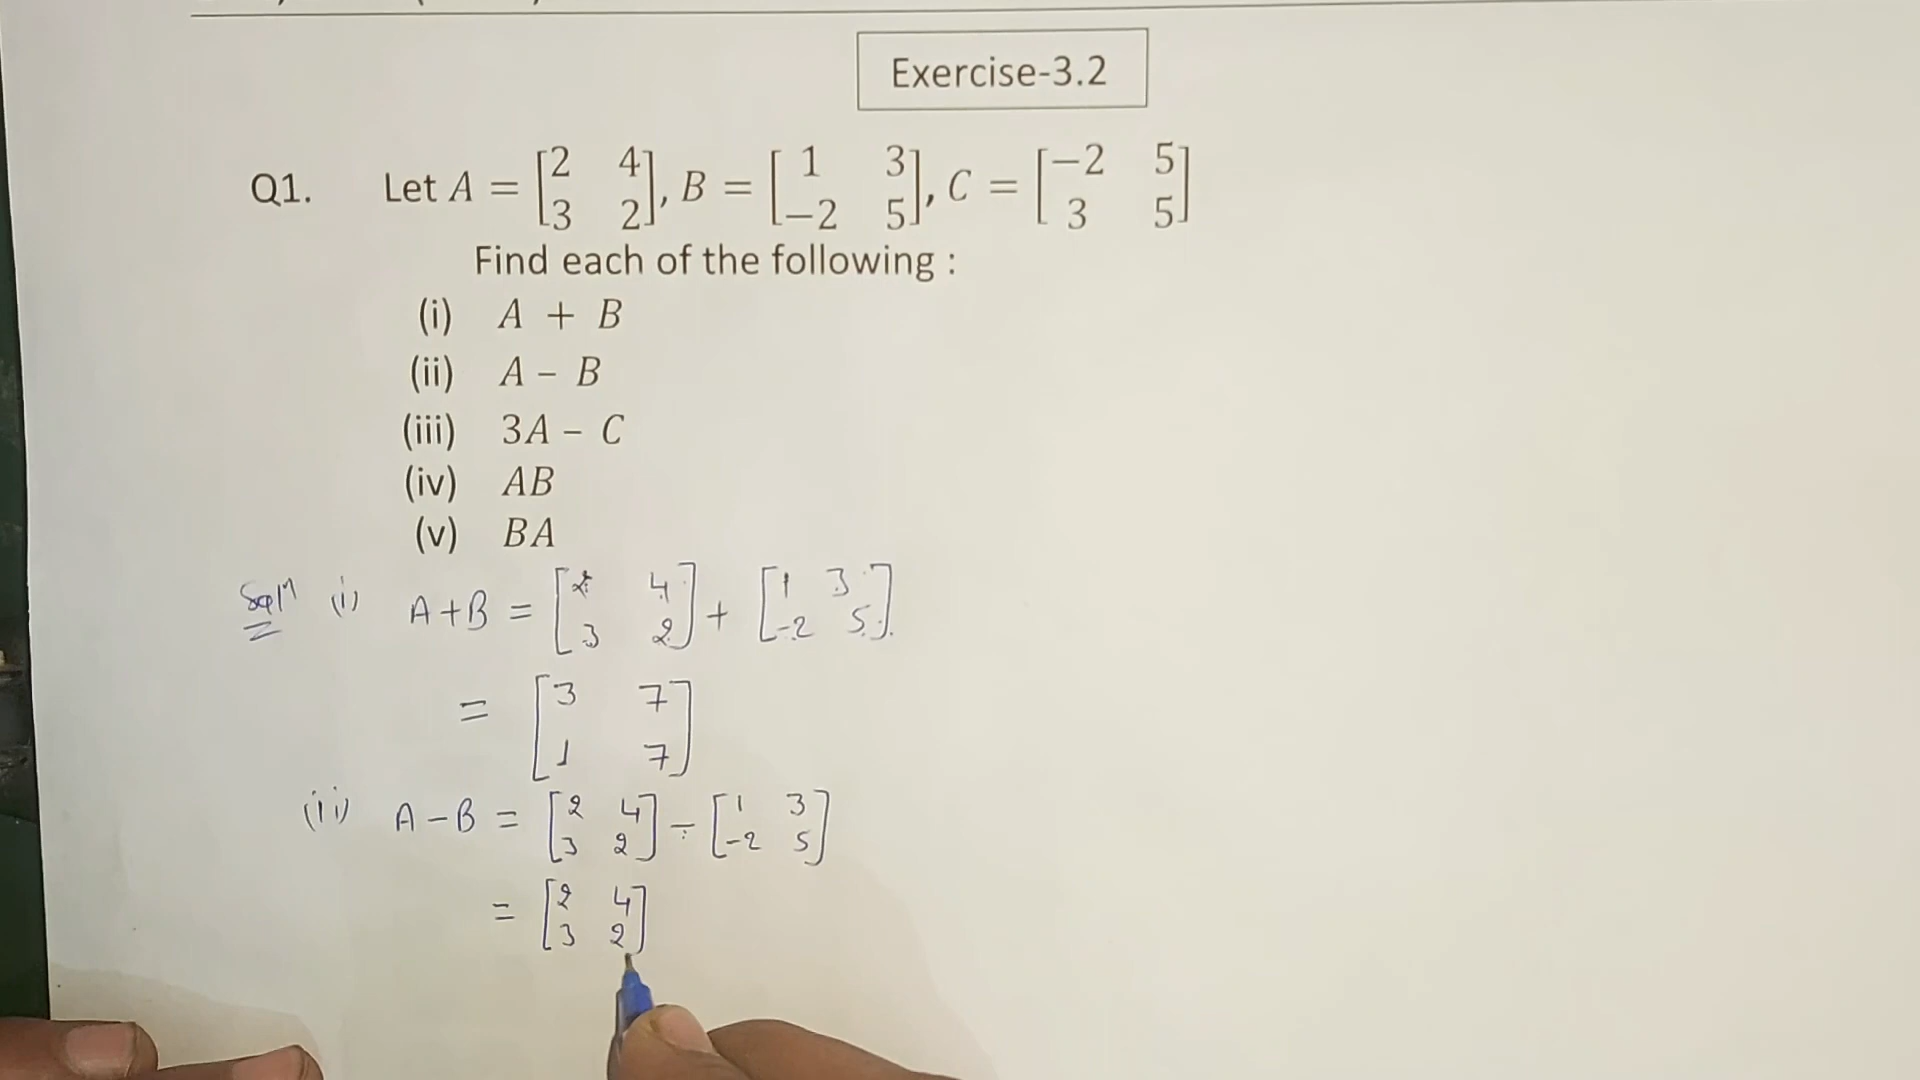 Exercise-3.2
Q1. Let A = [2 4 3 2], B = [1 3 −2 5], C = [−2 5 3 5]
Find each of the following :
(i) A + B
(ii) A − B
(iii) 3A − C
(iv) AB
(v) BA
Solⁿ (i) A+B = [2 4 3 2] + [1 3 -2 5]
= [3 7 1 7]
(ii) A−B = [2 4 3 2] − [1 3 -2 5]
= [2 4 3 2]